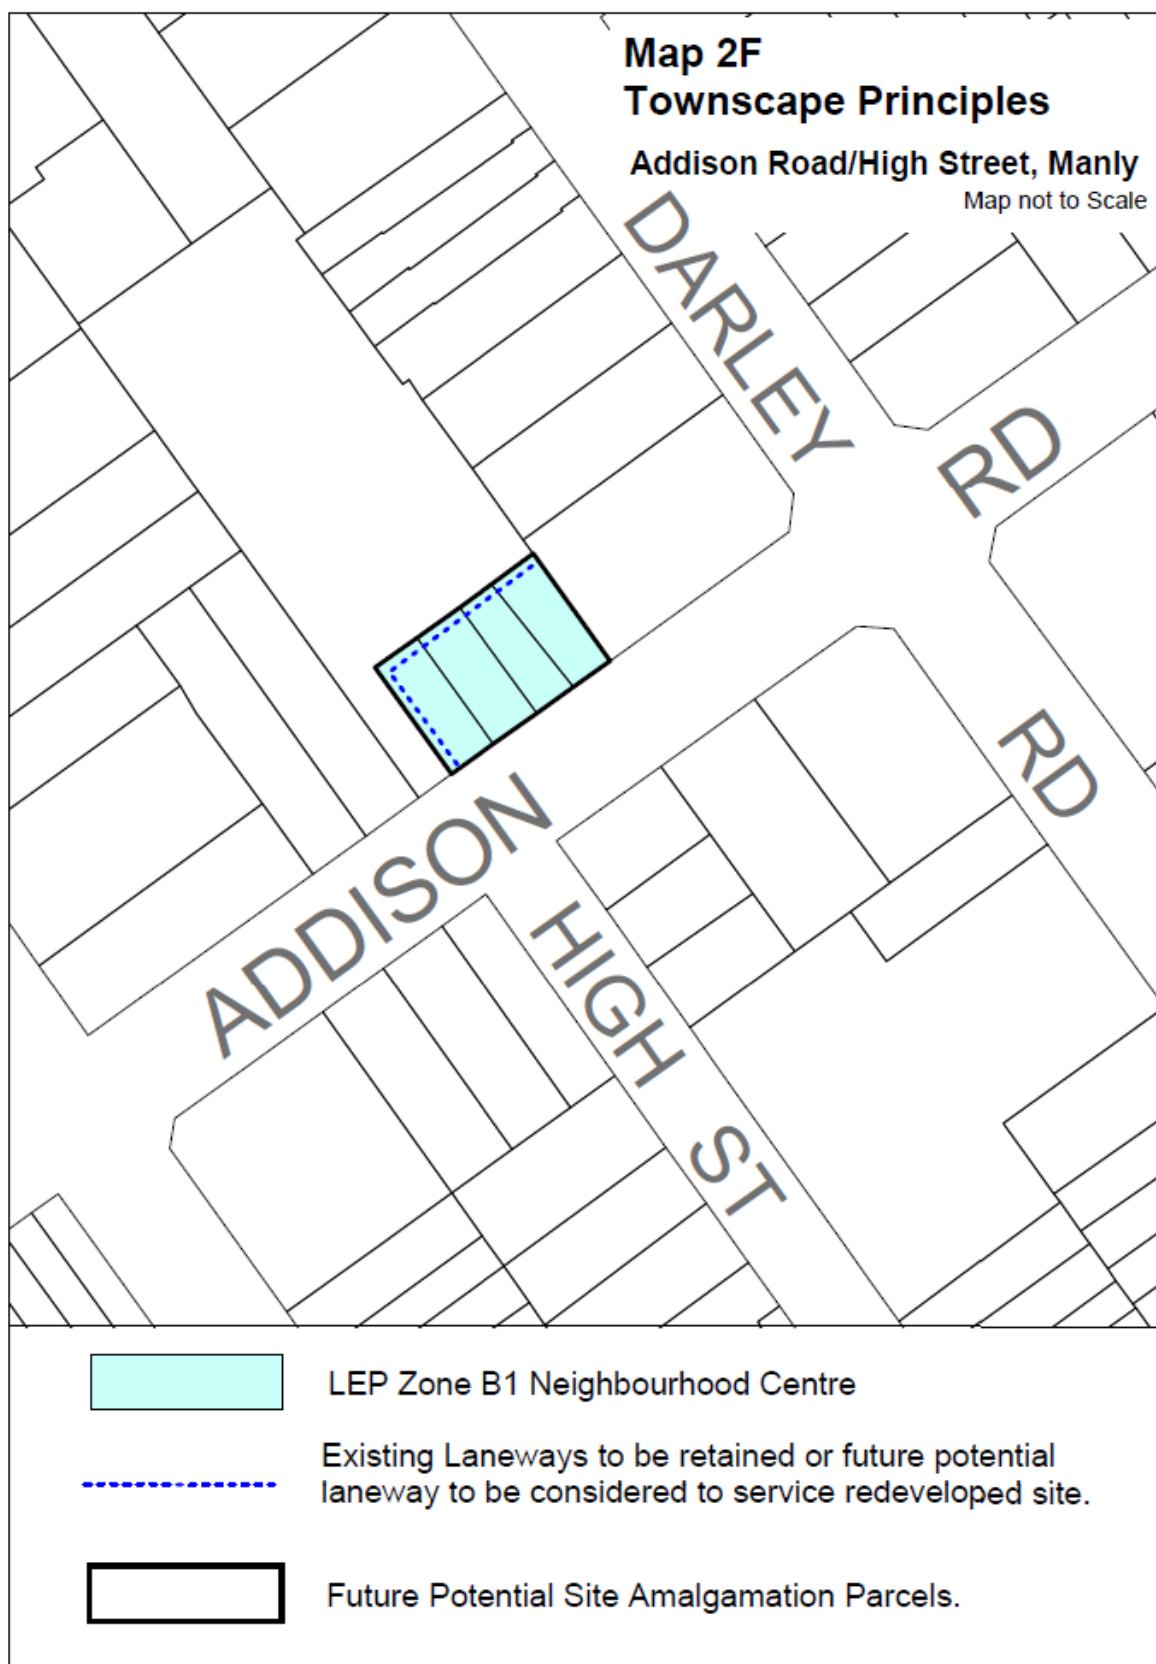 Map 2F
Townscape Principles
Addison Road/High Street, Manly
Map not to Scale
DARLEY
RD
RD
ADDISON
HIGH ST
LEP Zone B1 Neighbourhood Centre
Existing Laneways to be retained or future potential
laneway to be considered to service redeveloped site.
Future Potential Site Amalgamation Parcels.